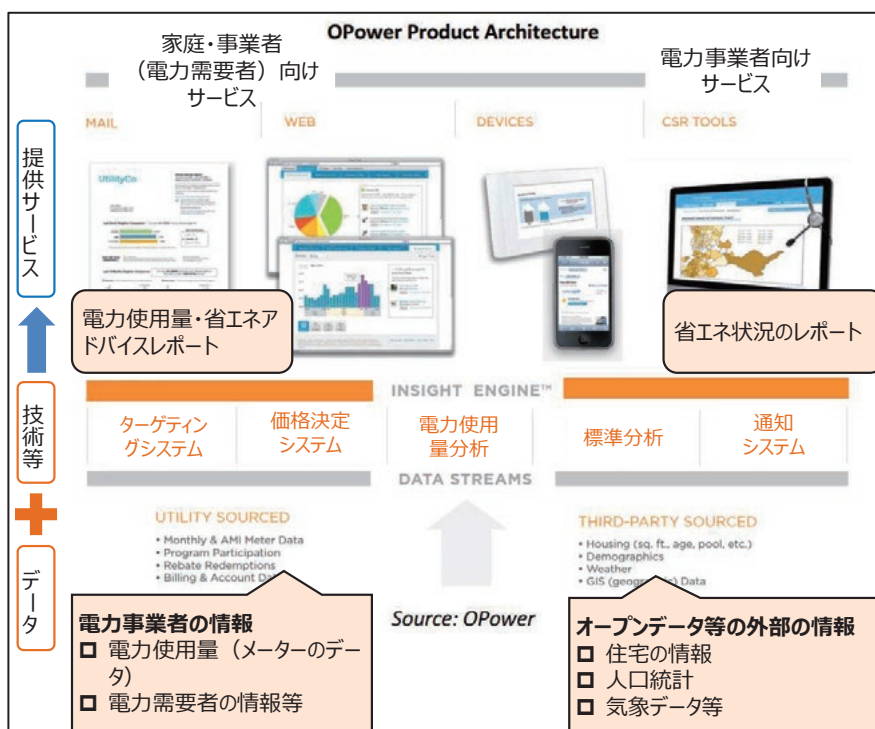 OPower Product Architecture
家庭・事業者
（電力需要者）向け
サービス
電力事業者向け
サービス
MAIL
WEB
DEVICES
CSR TOOLS
提供サービス
UtilityCo
電力使用量・省エネア
ドバイスレポート
省エネ状況のレポート
INSIGHT ENGINE™
技術等
ターゲティン
グシステム
価格決定
システム
電力使用
量分析
標準分析
通知
システム
DATA STREAMS
データ
UTILITY SOURCED
• Monthly & AMI Meter Data
• Program Participation
• Rebate Redemptions
• Billing & Account
THIRD-PARTY SOURCED
• Housing (sq. ft., age, pool, etc.)
• Demographics
• Weather
• GIS Data
電力事業者の情報
電力使用量（メーターのデー
タ）
電力需要者の情報等
Source: OPower
オープンデータ等の外部の情報
住宅の情報
人口統計
気象データ等